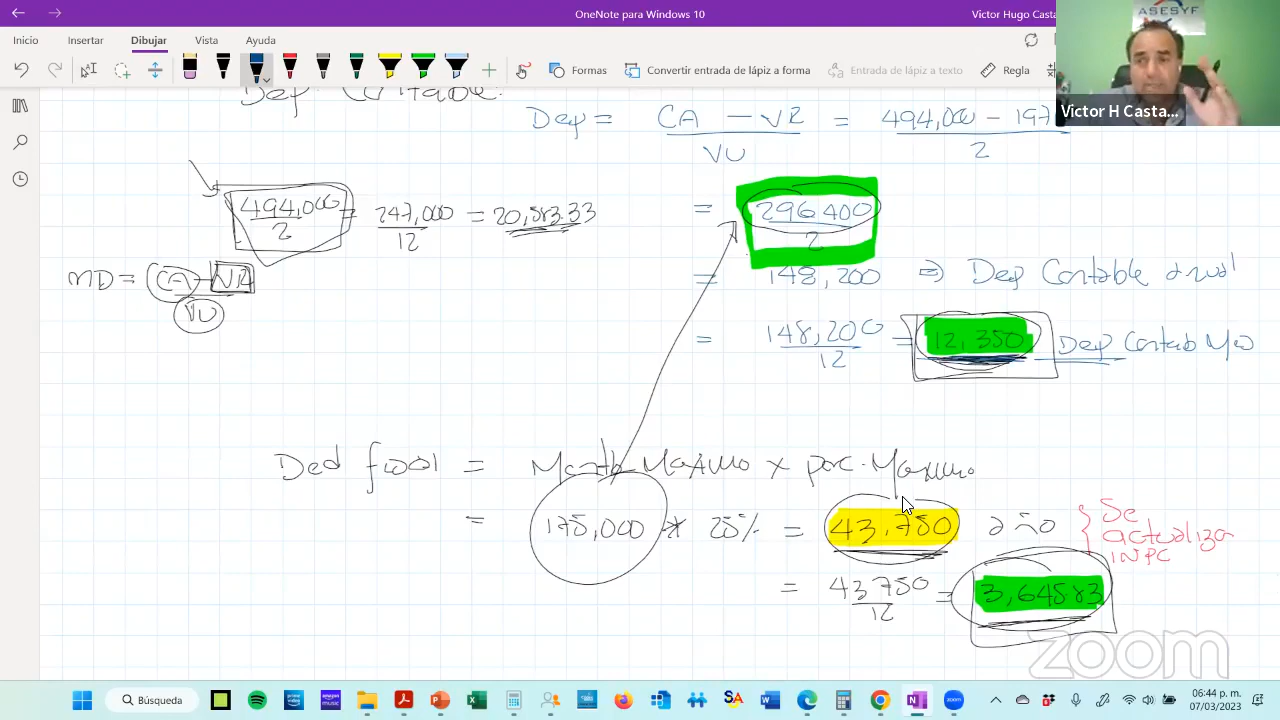 OneNote para Windows 10
Victor Hugo Casta
ASESYF
Inicio Insertar Dibujar Vista Ayuda
Formas Convertir entrada de lápiz a forma Entrada de lápiz a texto Regla
Victor H Casta...
Dep. Contable.
Dep = CA - VR / VU = 494,000 - 197 / 2
494,000 / 2 = 247,000 / 12 = 20,583.33
= 296,400 / 2
MD = CA - VR / VU
= 148,200 ⇒ Dep Contable anual
= 148,200 / 12 = 12,350 Dep Contab
Ded fiscal = Monto Maximo x porc. Maximo
= 175,000 * 25% = 43,750 año
Se
actualiza
INPC
= 43,750 / 12 = 3,645.83
zoom
Búsqueda
06:44 p. m.
07/03/2023